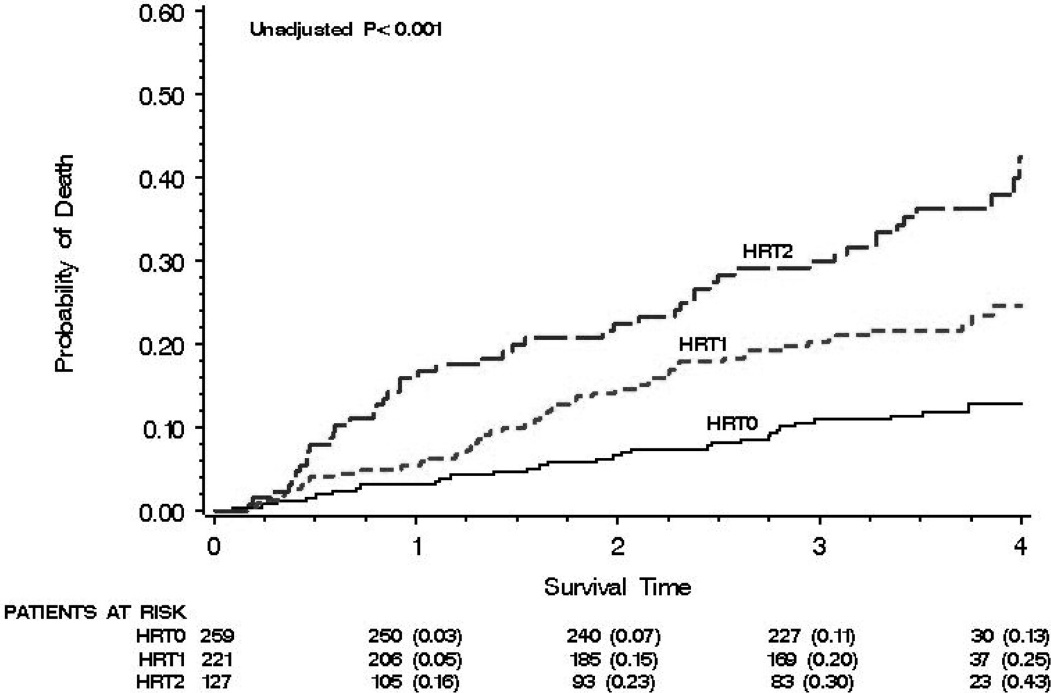 0.60
Unadjusted P<0.001
0.50
0.40
HRT2
0.30
HRT1
0.20
HRT0
0.10
0.00
Probability of Death
0 1 2 3 4
Survival Time
PATIENTS AT RISK
HRT0 259 250 (0.03) 240 (0.07) 227 (0.11) 30 (0.13)
HRT1 221 206 (0.05) 185 (0.15) 169 (0.20) 37 (0.25)
HRT2 127 105 (0.16) 93 (0.23) 83 (0.30) 23 (0.43)